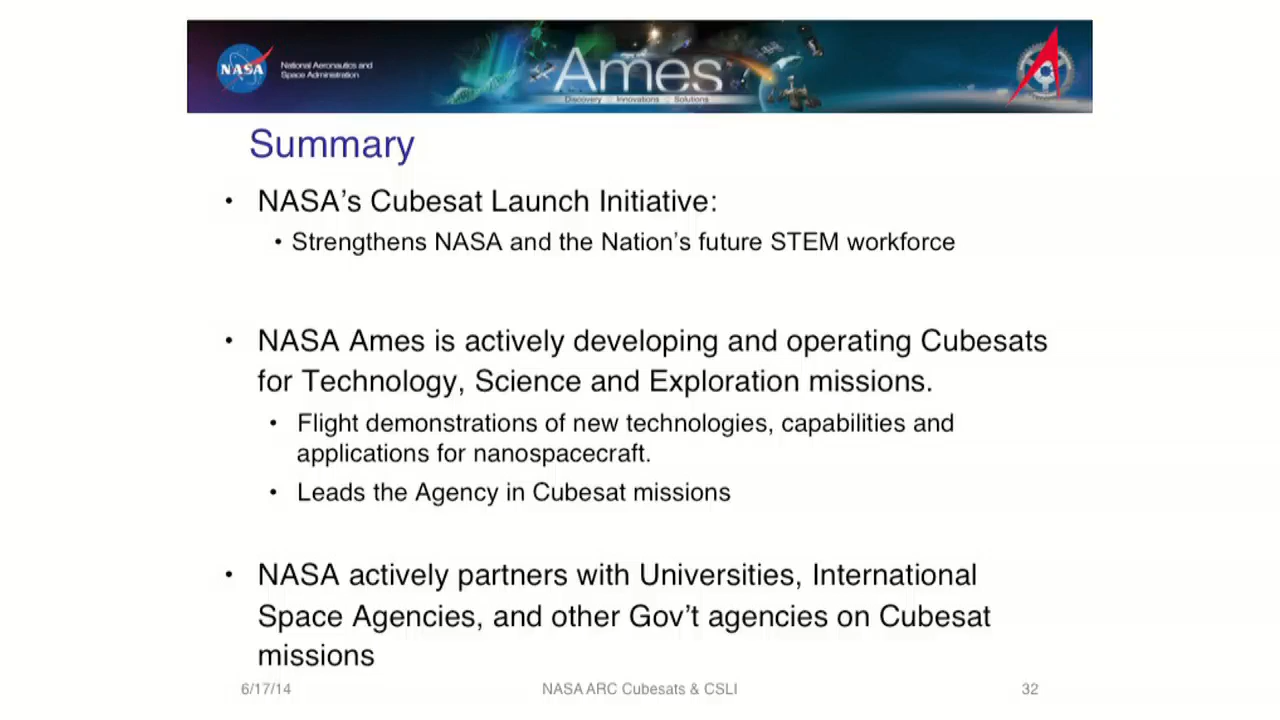 NASA
National Aeronautics and
Space Administration
Ames
Discovery Innovations Solutions
Summary
• NASA's Cubesat Launch Initiative:
• Strengthens NASA and the Nation's future STEM workforce
• NASA Ames is actively developing and operating Cubesats
for Technology, Science and Exploration missions.
• Flight demonstrations of new technologies, capabilities and
applications for nanospacecraft.
• Leads the Agency in Cubesat missions
• NASA actively partners with Universities, International
Space Agencies, and other Gov't agencies on Cubesat
missions
6/17/14
NASA ARC Cubesats & CSLI
32